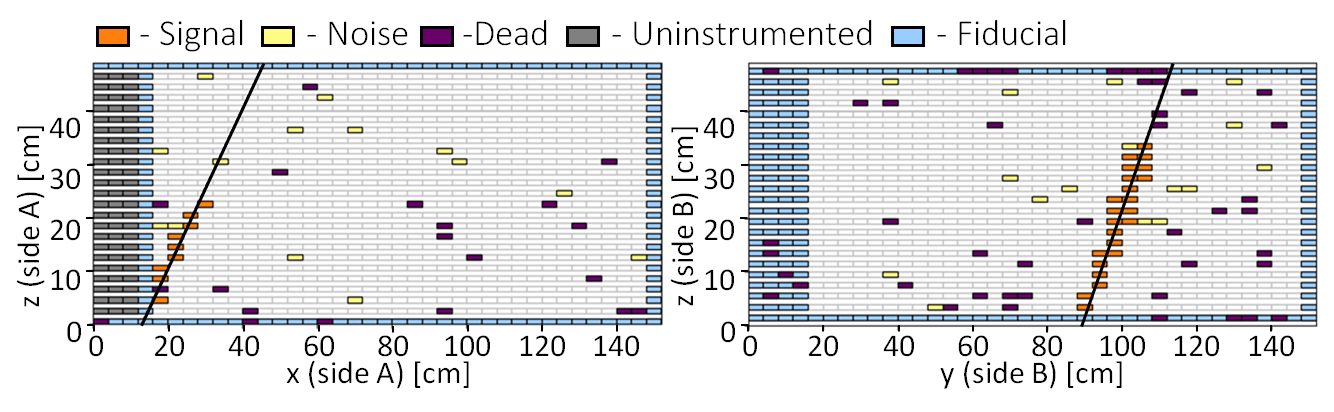 - Signal - Noise -Dead - Uninstrumented - Fiducial
z (side A) [cm]
40
30
20
10
0
0 20 40 60 80 100 120 140
x (side A) [cm]
z (side B) [cm]
40
30
20
10
0
0 20 40 60 80 100 120 140
y (side B) [cm]